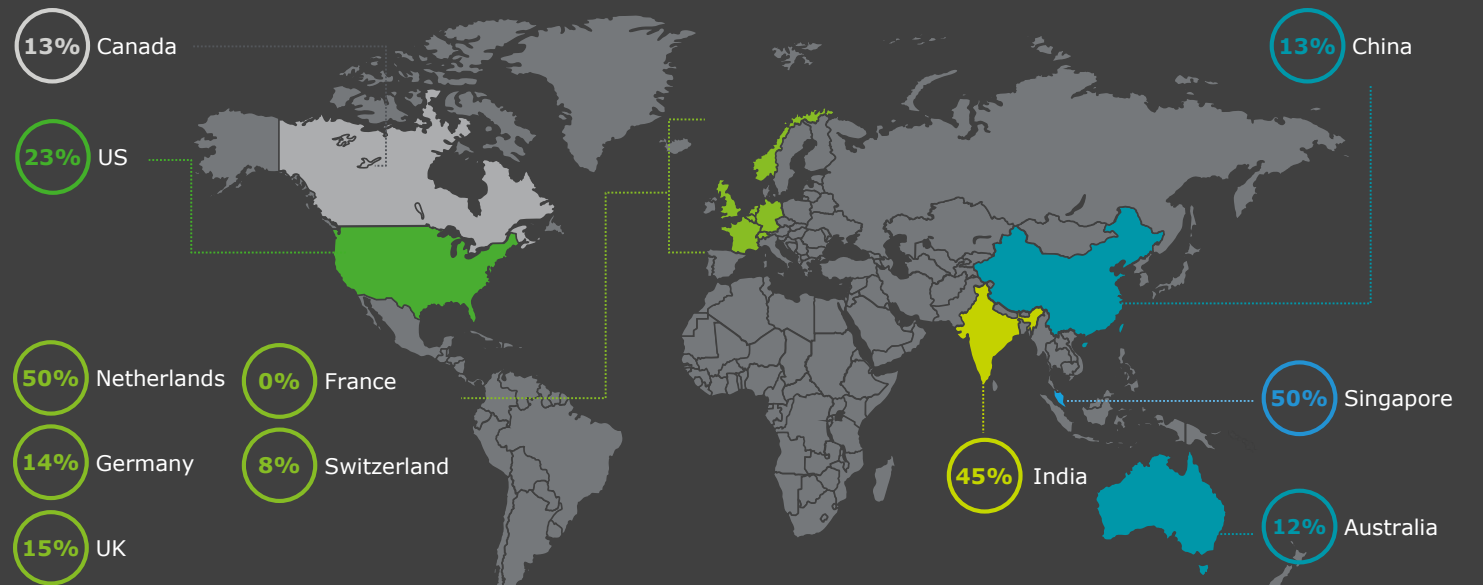 13% Canada
23% US
50% Netherlands
0% France
14% Germany
8% Switzerland
15% UK
13% China
50% Singapore
45% India
12% Australia